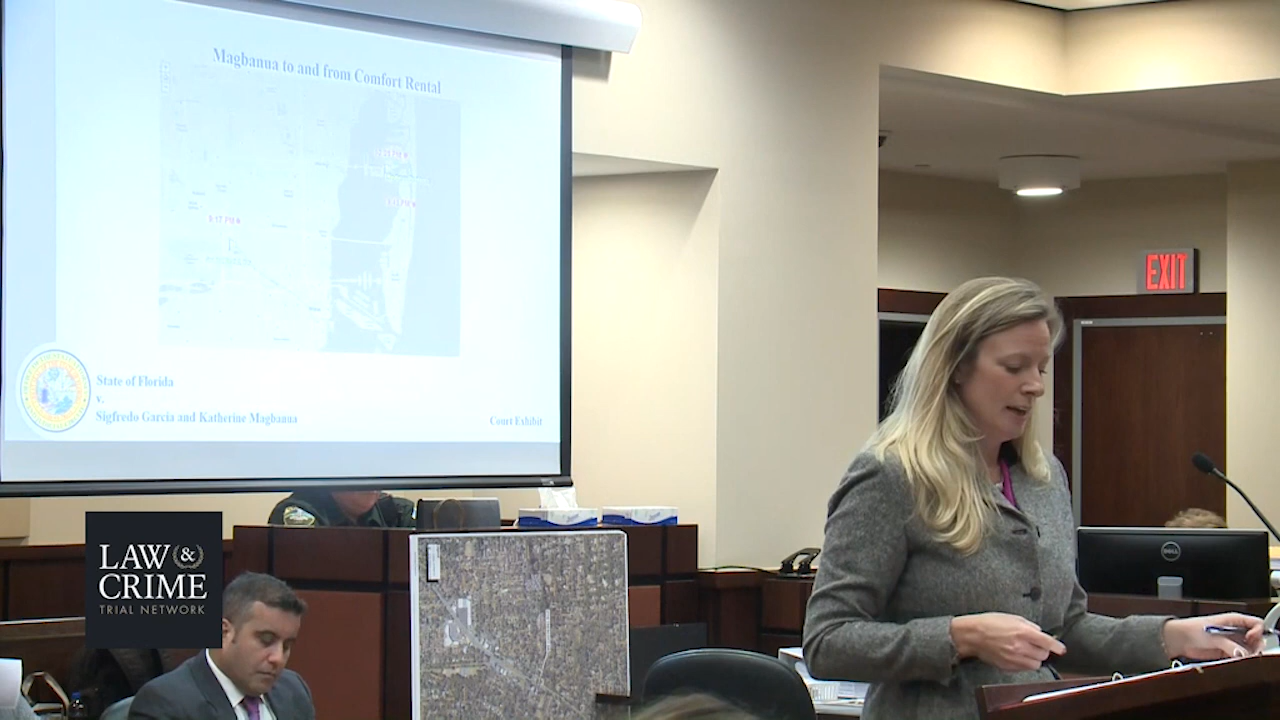 Magbanua to and from Comfort Rental
State of Florida
v.
Sigfredo Garcia and Katherine Magbanua
Court Exhibit
EXIT
LAW &
CRIME
TRIAL NETWORK
DELL